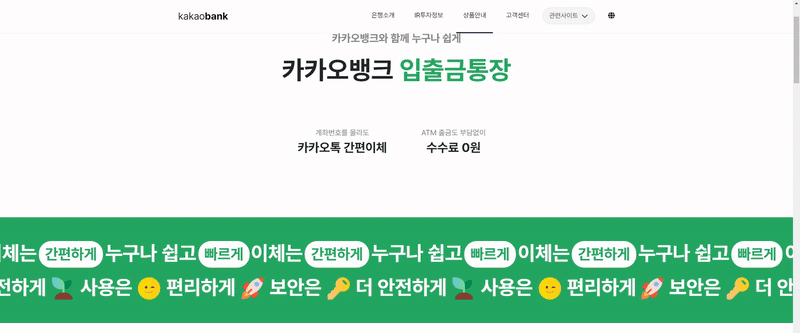 kakaobank 은행소개 IR투자정보 상품안내 고객센터 관련사이트
카카오뱅크와 함께 누구나 쉽게
카카오뱅크 입출금통장
계좌번호를 몰라도
카카오톡 간편이체
ATM 출금도 부담없이
수수료 0원
이체는 간편하게 누구나 쉽고 빠르게 이체는 간편하게 누구나 쉽고 빠르게 이체는 간편하게 누구나 쉽고 빠르게
전하게 사용은 편리하게 보안은 더 안전하게 사용은 편리하게 보안은 더 안